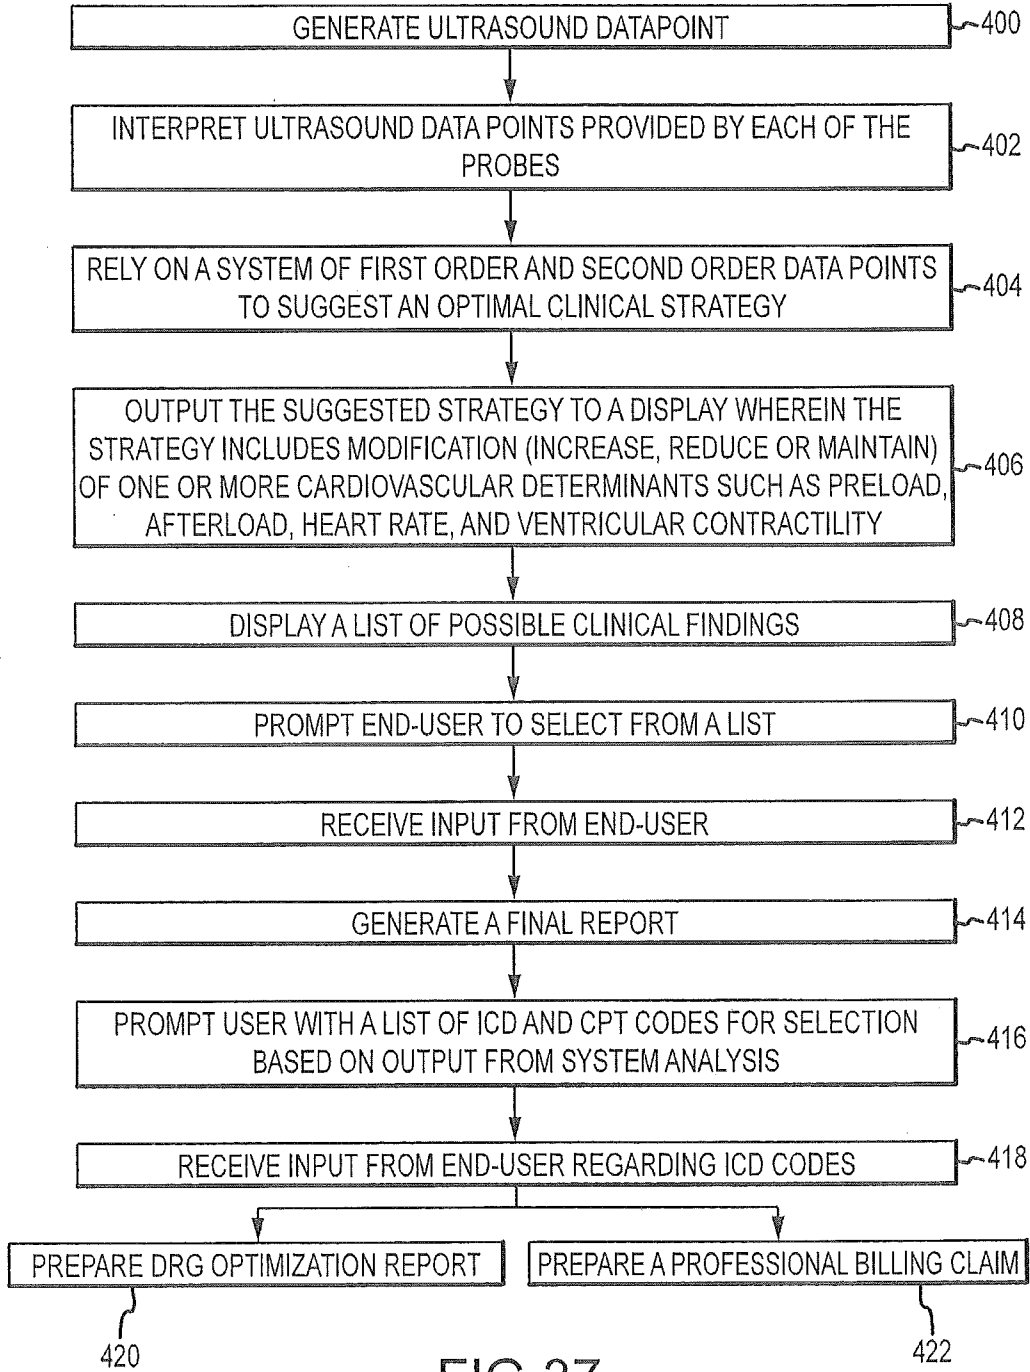 GENERATE ULTRASOUND DATAPOINT
400
INTERPRET ULTRASOUND DATA POINTS PROVIDED BY EACH OF THE
PROBES
402
RELY ON A SYSTEM OF FIRST ORDER AND SECOND ORDER DATA POINTS
TO SUGGEST AN OPTIMAL CLINICAL STRATEGY
404
OUTPUT THE SUGGESTED STRATEGY TO A DISPLAY WHEREIN THE
STRATEGY INCLUDES MODIFICATION (INCREASE, REDUCE OR MAINTAIN)
OF ONE OR MORE CARDIOVASCULAR DETERMINANTS SUCH AS PRELOAD,
AFTERLOAD, HEART RATE, AND VENTRICULAR CONTRACTILITY
406
DISPLAY A LIST OF POSSIBLE CLINICAL FINDINGS
408
PROMPT END-USER TO SELECT FROM A LIST
410
RECEIVE INPUT FROM END-USER
412
GENERATE A FINAL REPORT
414
PROMPT USER WITH A LIST OF ICD AND CPT CODES FOR SELECTION
BASED ON OUTPUT FROM SYSTEM ANALYSIS
416
RECEIVE INPUT FROM END-USER REGARDING ICD CODES
418
PREPARE DRG OPTIMIZATION REPORT
420
PREPARE A PROFESSIONAL BILLING CLAIM
422
FIG.37